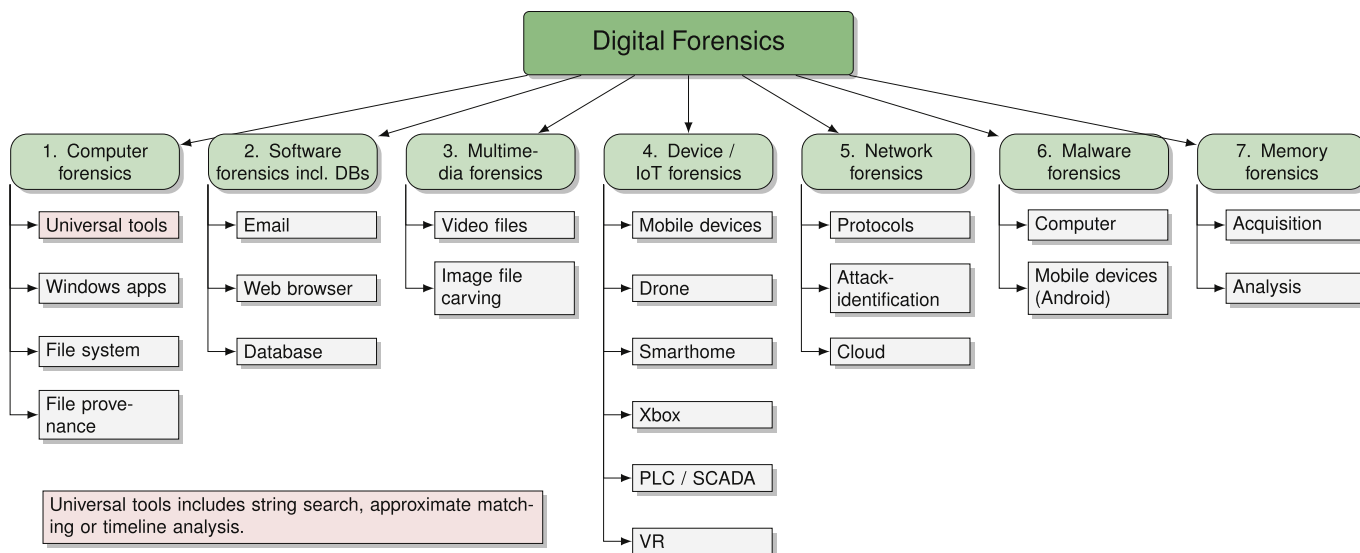 Digital Forensics
1. Computer
forensics
Universal tools
Windows apps
File system
File prove-
nance
2. Software
forensics incl. DBs
Email
Web browser
Database
3. Multime-
dia forensics
Video files
Image file
carving
4. Device /
IoT forensics
Mobile devices
Drone
Smarthome
Xbox
PLC / SCADA
VR
5. Network
forensics
Protocols
Attack-
identification
Cloud
6. Malware
forensics
Computer
Mobile devices
(Android)
7. Memory
forensics
Acquisition
Analysis
Universal tools includes string search, approximate match-
ing or timeline analysis.